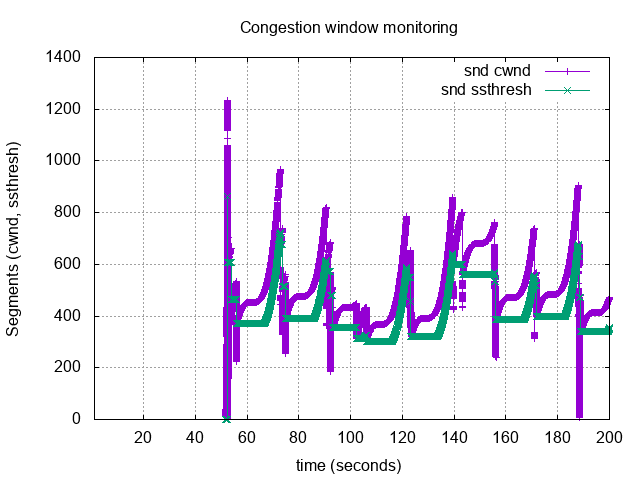 Congestion window monitoring
1400
1200
1000
800
600
400
200
0
Segments (cwnd, ssthresh)
snd cwnd
snd ssthresh
20 40 60 80 100 120 140 160 180 200
time (seconds)